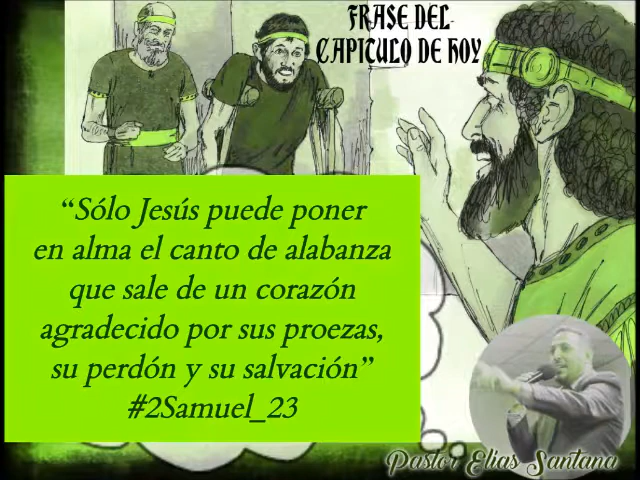 FRASE DEL
CAPITULO DE HOY
“Sólo Jesús puede poner
en alma el canto de alabanza
que sale de un corazón
agradecido por sus proezas,
su perdón y su salvación”
#2Samuel_23
Pastor Elias Santana